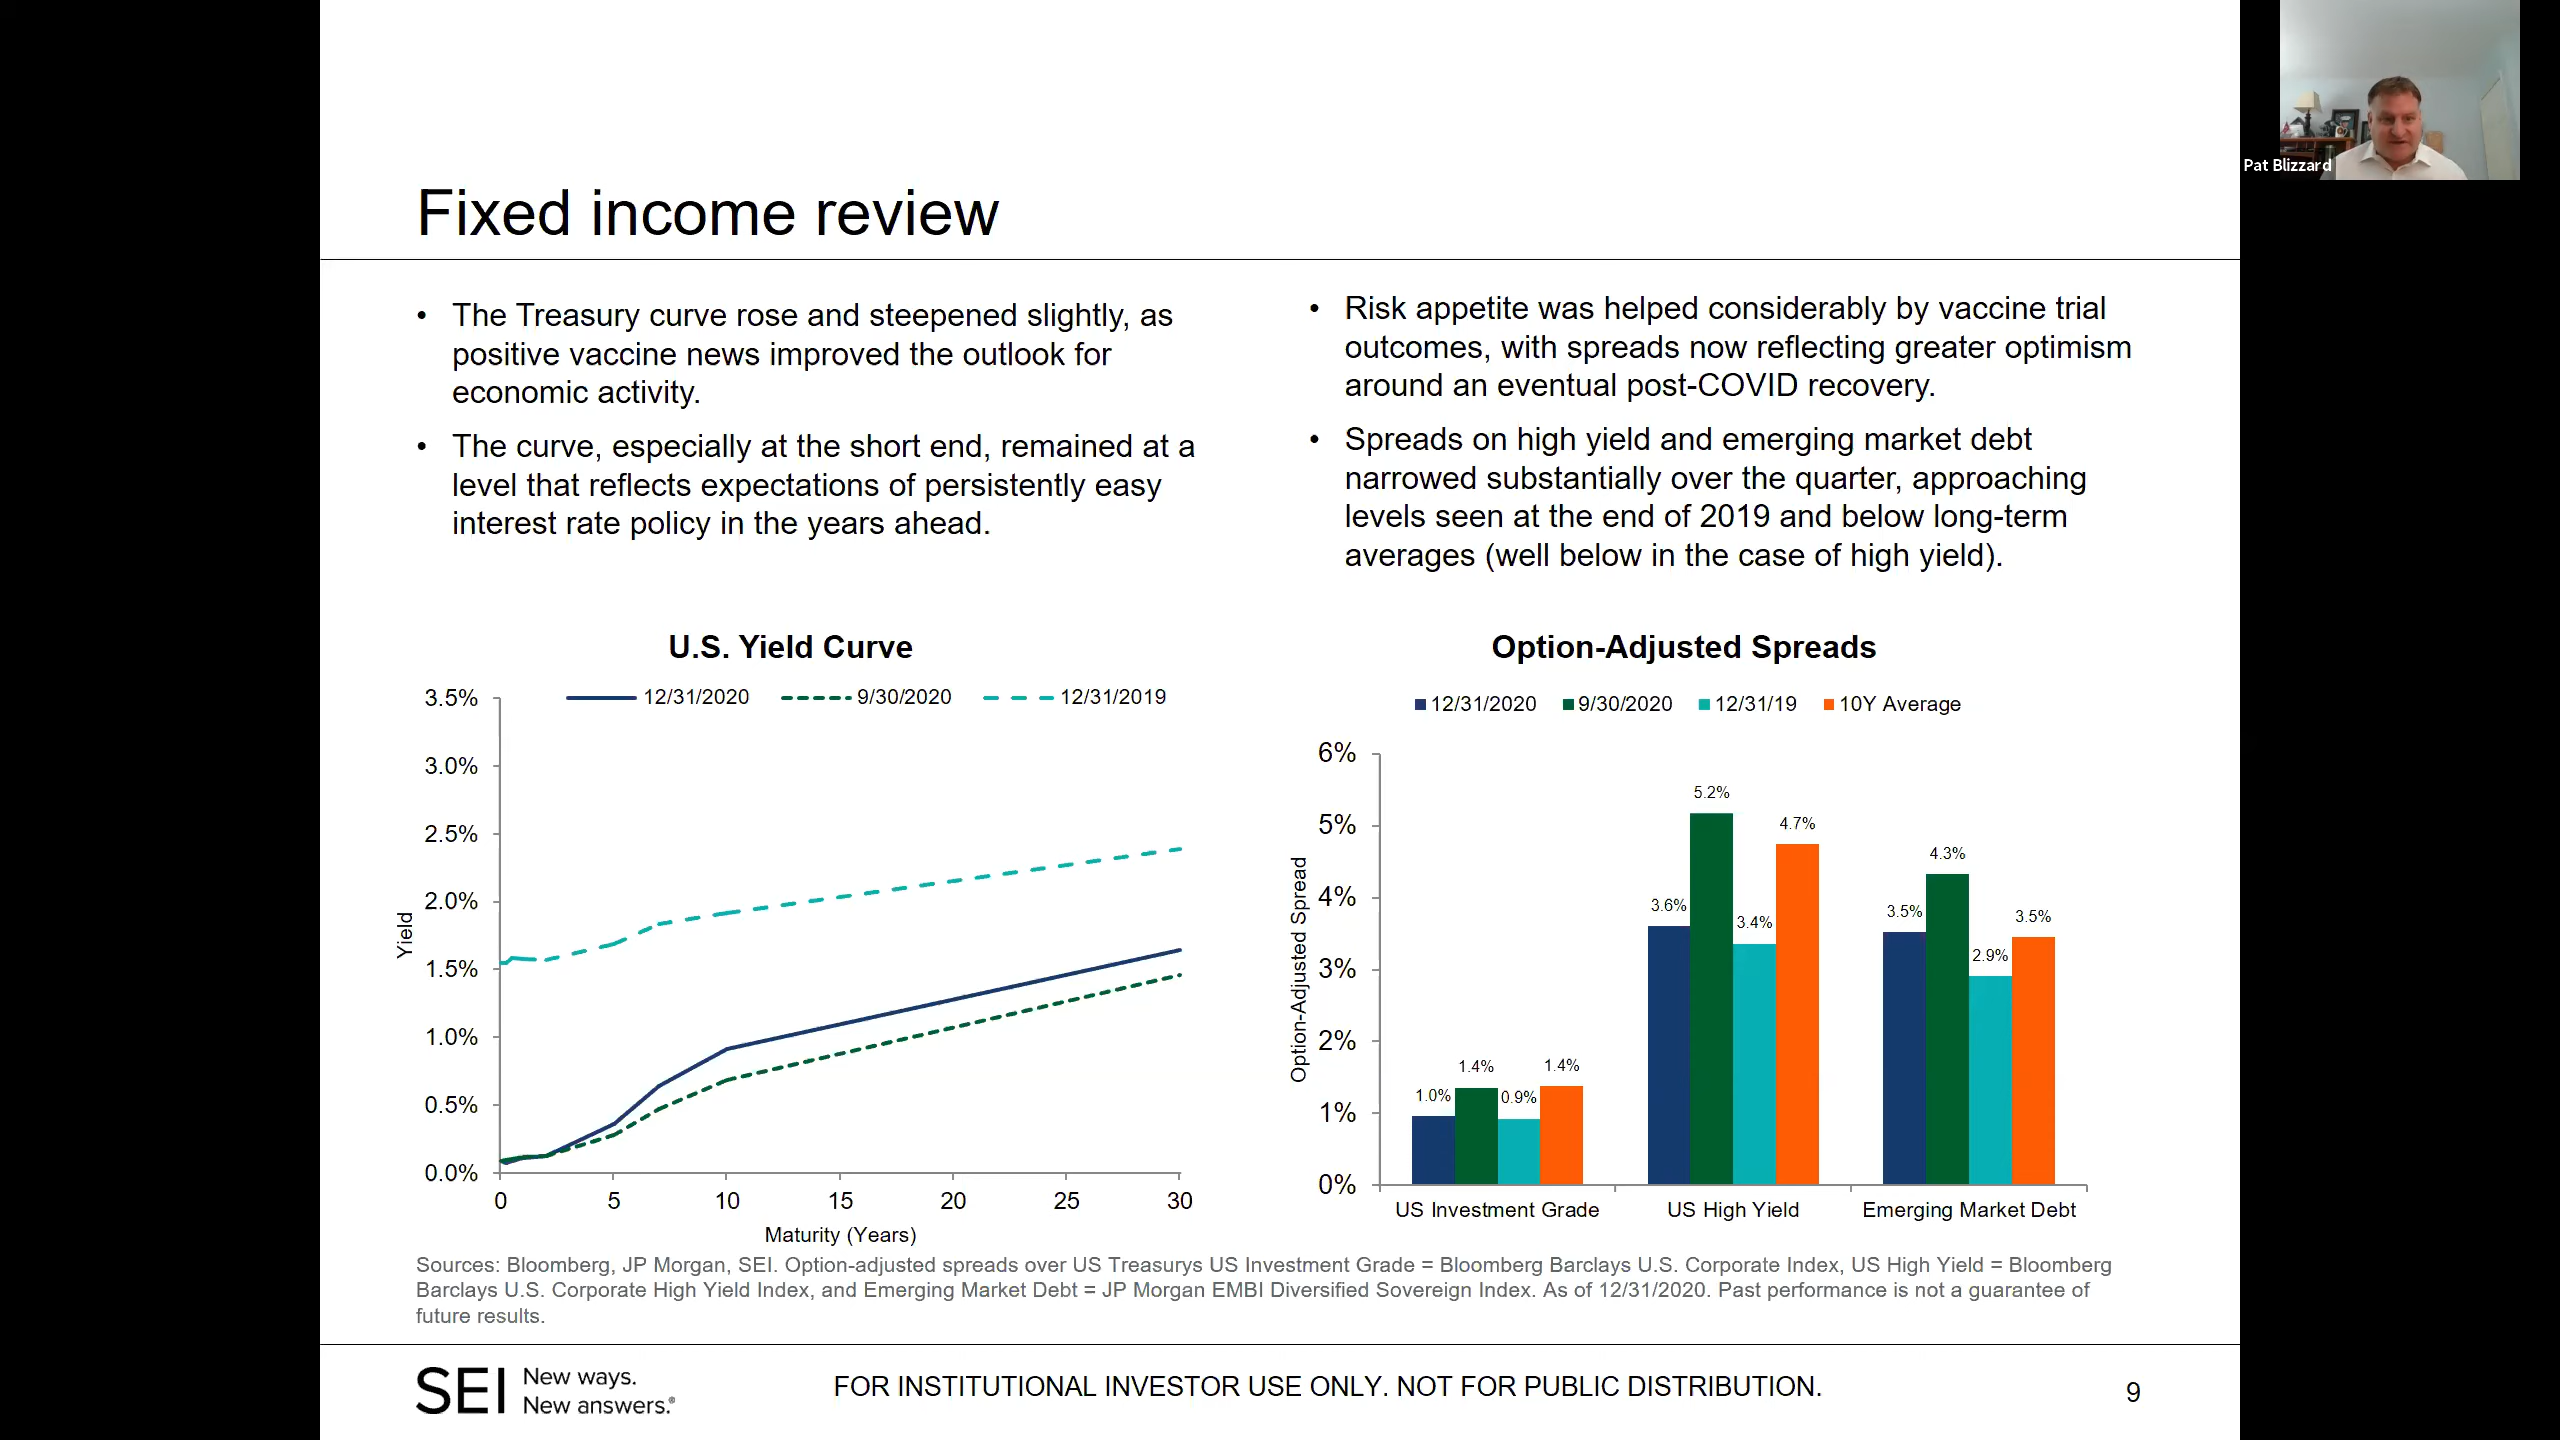 Pat Blizzard
Fixed income review
• The Treasury curve rose and steepened slightly, as
positive vaccine news improved the outlook for
economic activity.
• The curve, especially at the short end, remained at a
level that reflects expectations of persistently easy
interest rate policy in the years ahead.
• Risk appetite was helped considerably by vaccine trial
outcomes, with spreads now reflecting greater optimism
around an eventual post-COVID recovery.
• Spreads on high yield and emerging market debt
narrowed substantially over the quarter, approaching
levels seen at the end of 2019 and below long-term
averages (well below in the case of high yield).
U.S. Yield Curve
12/31/2020 9/30/2020 12/31/2019
3.5%
3.0%
2.5%
2.0%
1.5%
1.0%
0.5%
0.0%
Yield
0 5 10 15 20 25 30
Maturity (Years)
Option-Adjusted Spreads
12/31/2020 9/30/2020 12/31/19 10Y Average
6%
5%
4%
3%
2%
1%
0%
Option-Adjusted Spread
1.0% 1.4% 0.9% 1.4%
3.6% 5.2% 3.4% 4.7%
3.5% 4.3% 2.9% 3.5%
US Investment Grade US High Yield Emerging Market Debt
Sources: Bloomberg, JP Morgan, SEI. Option-adjusted spreads over US Treasurys US Investment Grade = Bloomberg Barclays U.S. Corporate Index, US High Yield = Bloomberg
Barclays U.S. Corporate High Yield Index, and Emerging Market Debt = JP Morgan EMBI Diversified Sovereign Index. As of 12/31/2020. Past performance is not a guarantee of
future results.
SEI New ways.
New answers.®
FOR INSTITUTIONAL INVESTOR USE ONLY. NOT FOR PUBLIC DISTRIBUTION.
9